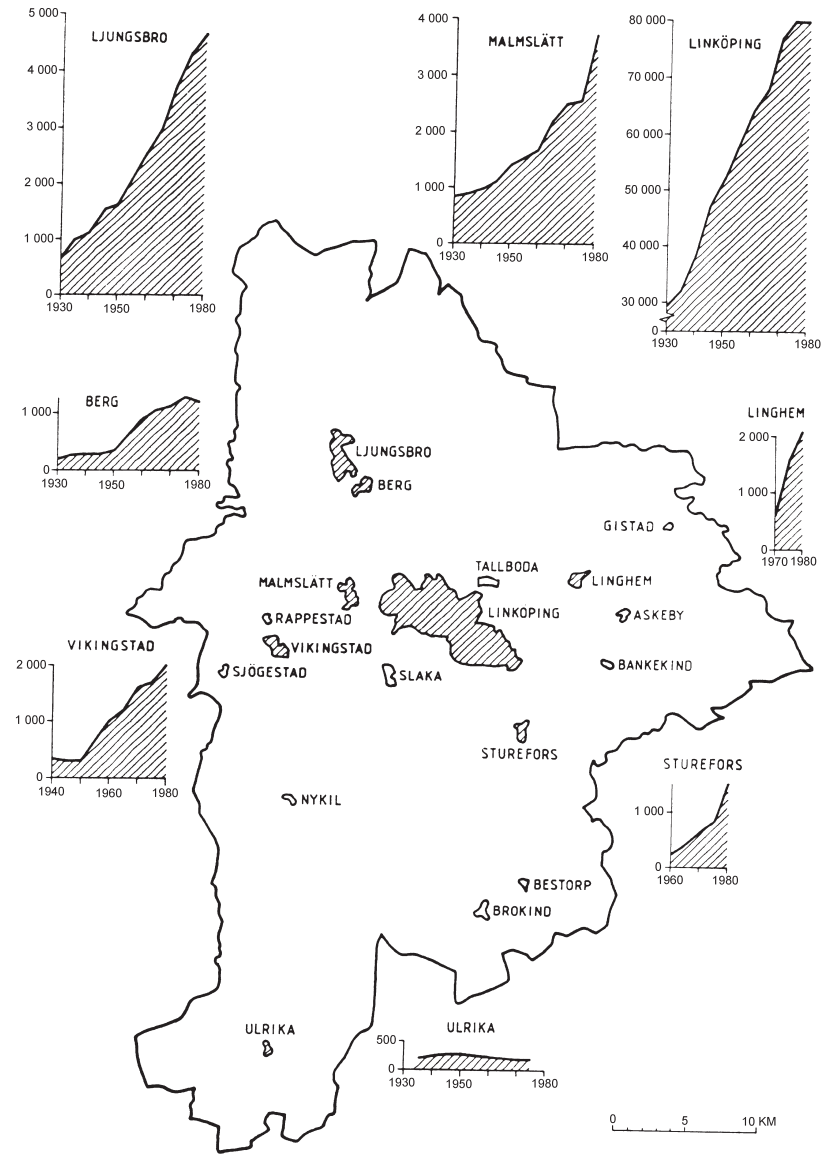 LJUNGSBRO
5 000
4 000
3 000
2 000
1 000
0
1930 1950 1980
MALMSLÄTT
4 000
3 000
2 000
1 000
0
1930 1950 1980
LINKÖPING
80 000
70 000
60 000
50 000
40 000
30 000
0
1930 1950 1980
BERG
1 000
0
1930 1950 1980
LINGHEM
2 000
1 000
0
1970 1980
LJUNGSBRO
BERG
GISTAD
TALLBODA
MALMSLÄTT
LINGHEM
LINKOPING
RAPPESTAD
ASKEBY
VIKINGSTAD
SJÖGESTAD
SLAKA
BANKEKIND
STUREFORS
NYKIL
BESTORP
BROKIND
ULRIKA
VIKINGSTAD
2 000
1 000
0
1940 1960 1980
STUREFORS
1 000
0
1960 1980
ULRIKA
500
0
1930 1950 1980
0 5 10 KM